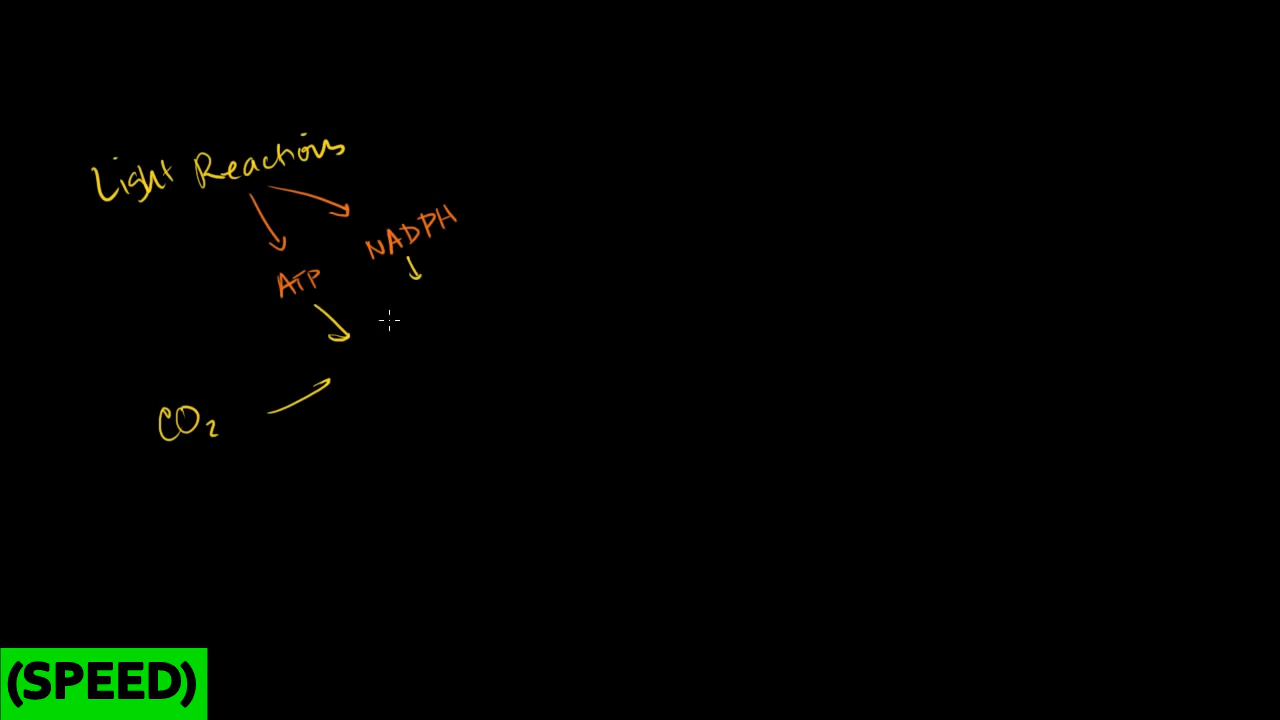 Light Reactions
NADPH
ATP
CO₂
(SPEED)